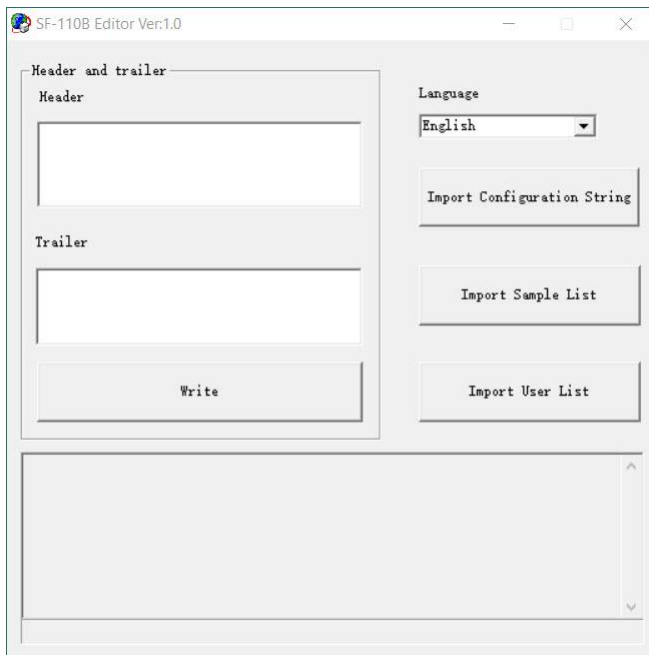 SF-110B Editor Ver:1.0
Header and trailer
Header
Trailer
Write
Language
English
Import Configuration String
Import Sample List
Import User List